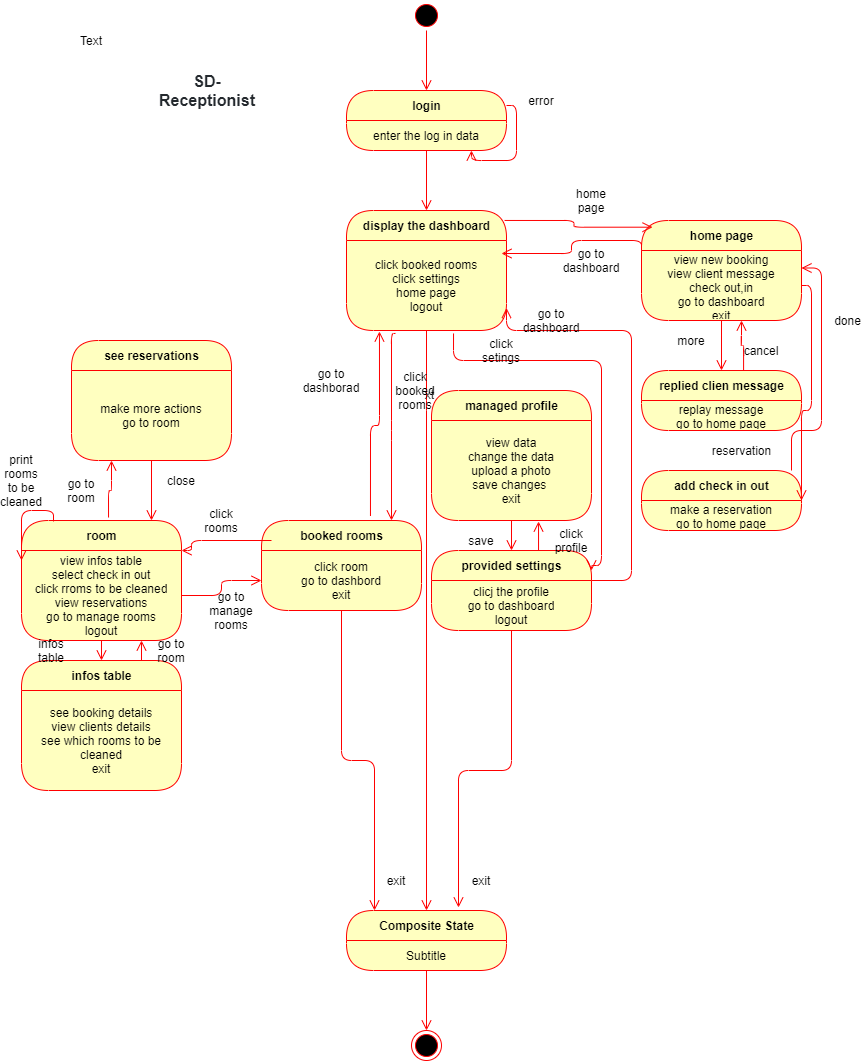 Text
SD-
Receptionist
login
enter the log in data
error
display the dashboard
click booked rooms
click settings
home page
logout
home
page
go to
dashboard
home page
view new booking
view client message
check out,in
go to dashboard
exit
done
more
cancel
replied clien message
replay message
go to home page
reservation
add check in out
make a reservation
go to home page
go to
dashboard
click
setings
go to
dashborad
click
booked
rooms
managed profile
view data
change the data
upload a photo
save changes
exit
save
click
profile
provided settings
clicj the profile
go to dashboard
logout
see reservations
make more actions
go to room
print
rooms
to be
cleaned
go to
room
close
click
rooms
room
view infos table
select check in out
click rroms to be cleaned
view reservations
go to manage rooms
logout
go to
manage
rooms
booked rooms
click room
go to dashbord
exit
infos
table
go to
room
infos table
see booking details
view clients details
see which rooms to be
cleaned
exit
exit
exit
Composite State
Subtitle